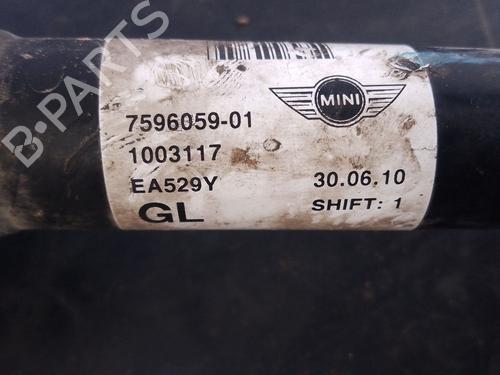 B-PARTS
MINI
7596059-01
1003117
EA529Y
30.06.10
GL
SHIFT: 1